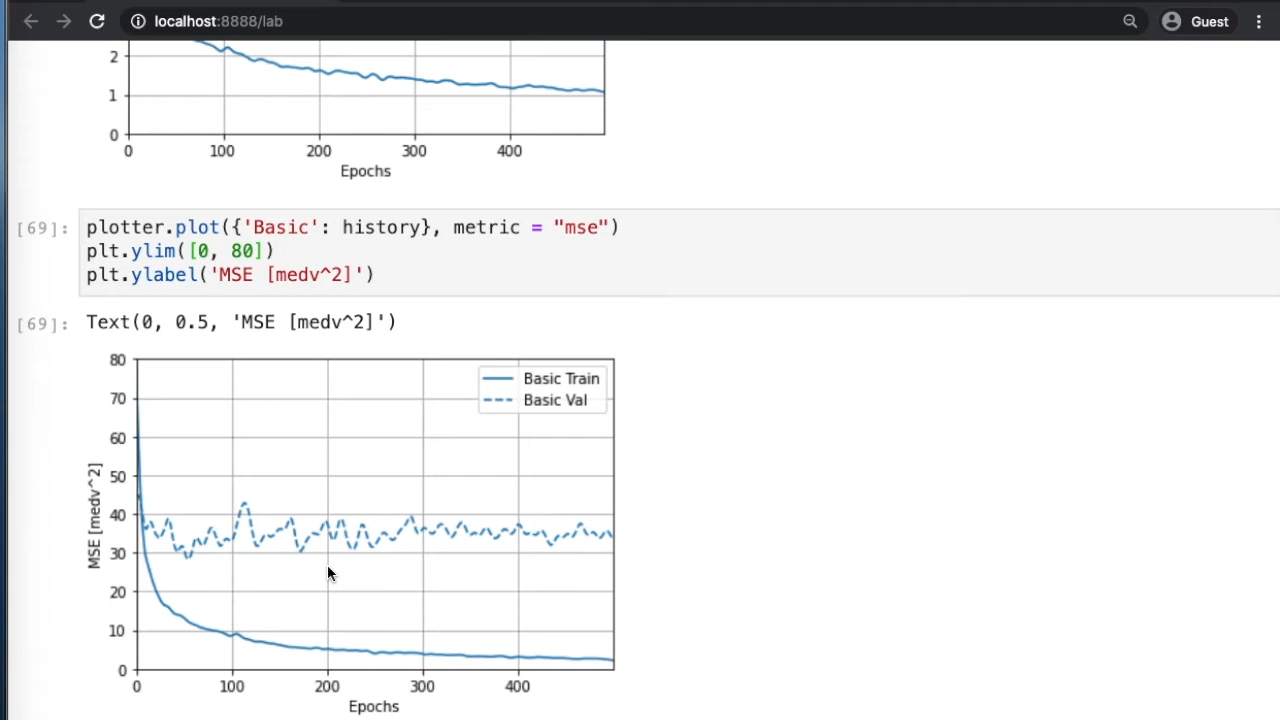 localhost:8888/lab
Guest
2
1
0
0 100 200 300 400
Epochs
[69]: plotter.plot({'Basic': history}, metric = "mse")
plt.ylim([0, 80])
plt.ylabel('MSE [medv^2]')
[69]: Text(0, 0.5, 'MSE [medv^2]')
80
70
60
50
40
30
20
10
0
MSE [medv^2]
Basic Train
Basic Val
0 100 200 300 400
Epochs